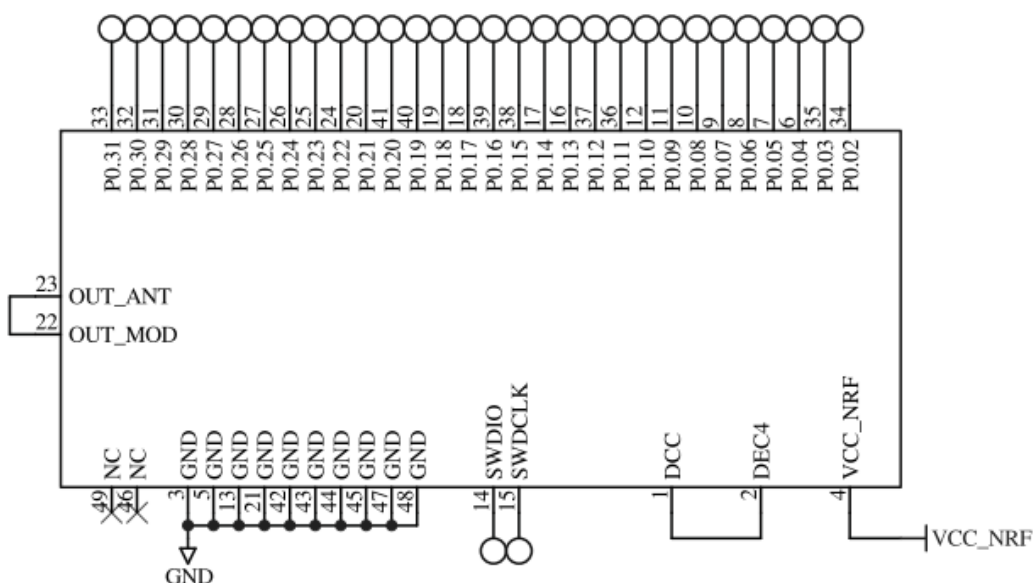 33 32 31 30 29 28 27 26 25 24 20 41 40 19 18 39 38 17 16 37 36 12 11 10 9 8 7 6 35 34
P0.31 P0.30 P0.29 P0.28 P0.27 P0.26 P0.25 P0.24 P0.23 P0.22 P0.21 P0.20 P0.19 P0.18 P0.17 P0.16 P0.15 P0.14 P0.13 P0.12 P0.11 P0.10 P0.09 P0.08 P0.07 P0.06 P0.05 P0.04 P0.03 P0.02
23 OUT_ANT
22 OUT_MOD
NC NC GND GND GND GND GND GND GND GND GND GND SWDIO SWDCLK DCC DEC4 VCC_NRF
49 46 3 5 13 21 42 43 44 45 47 48 14 15 1 2 4
VCC_NRF
GND